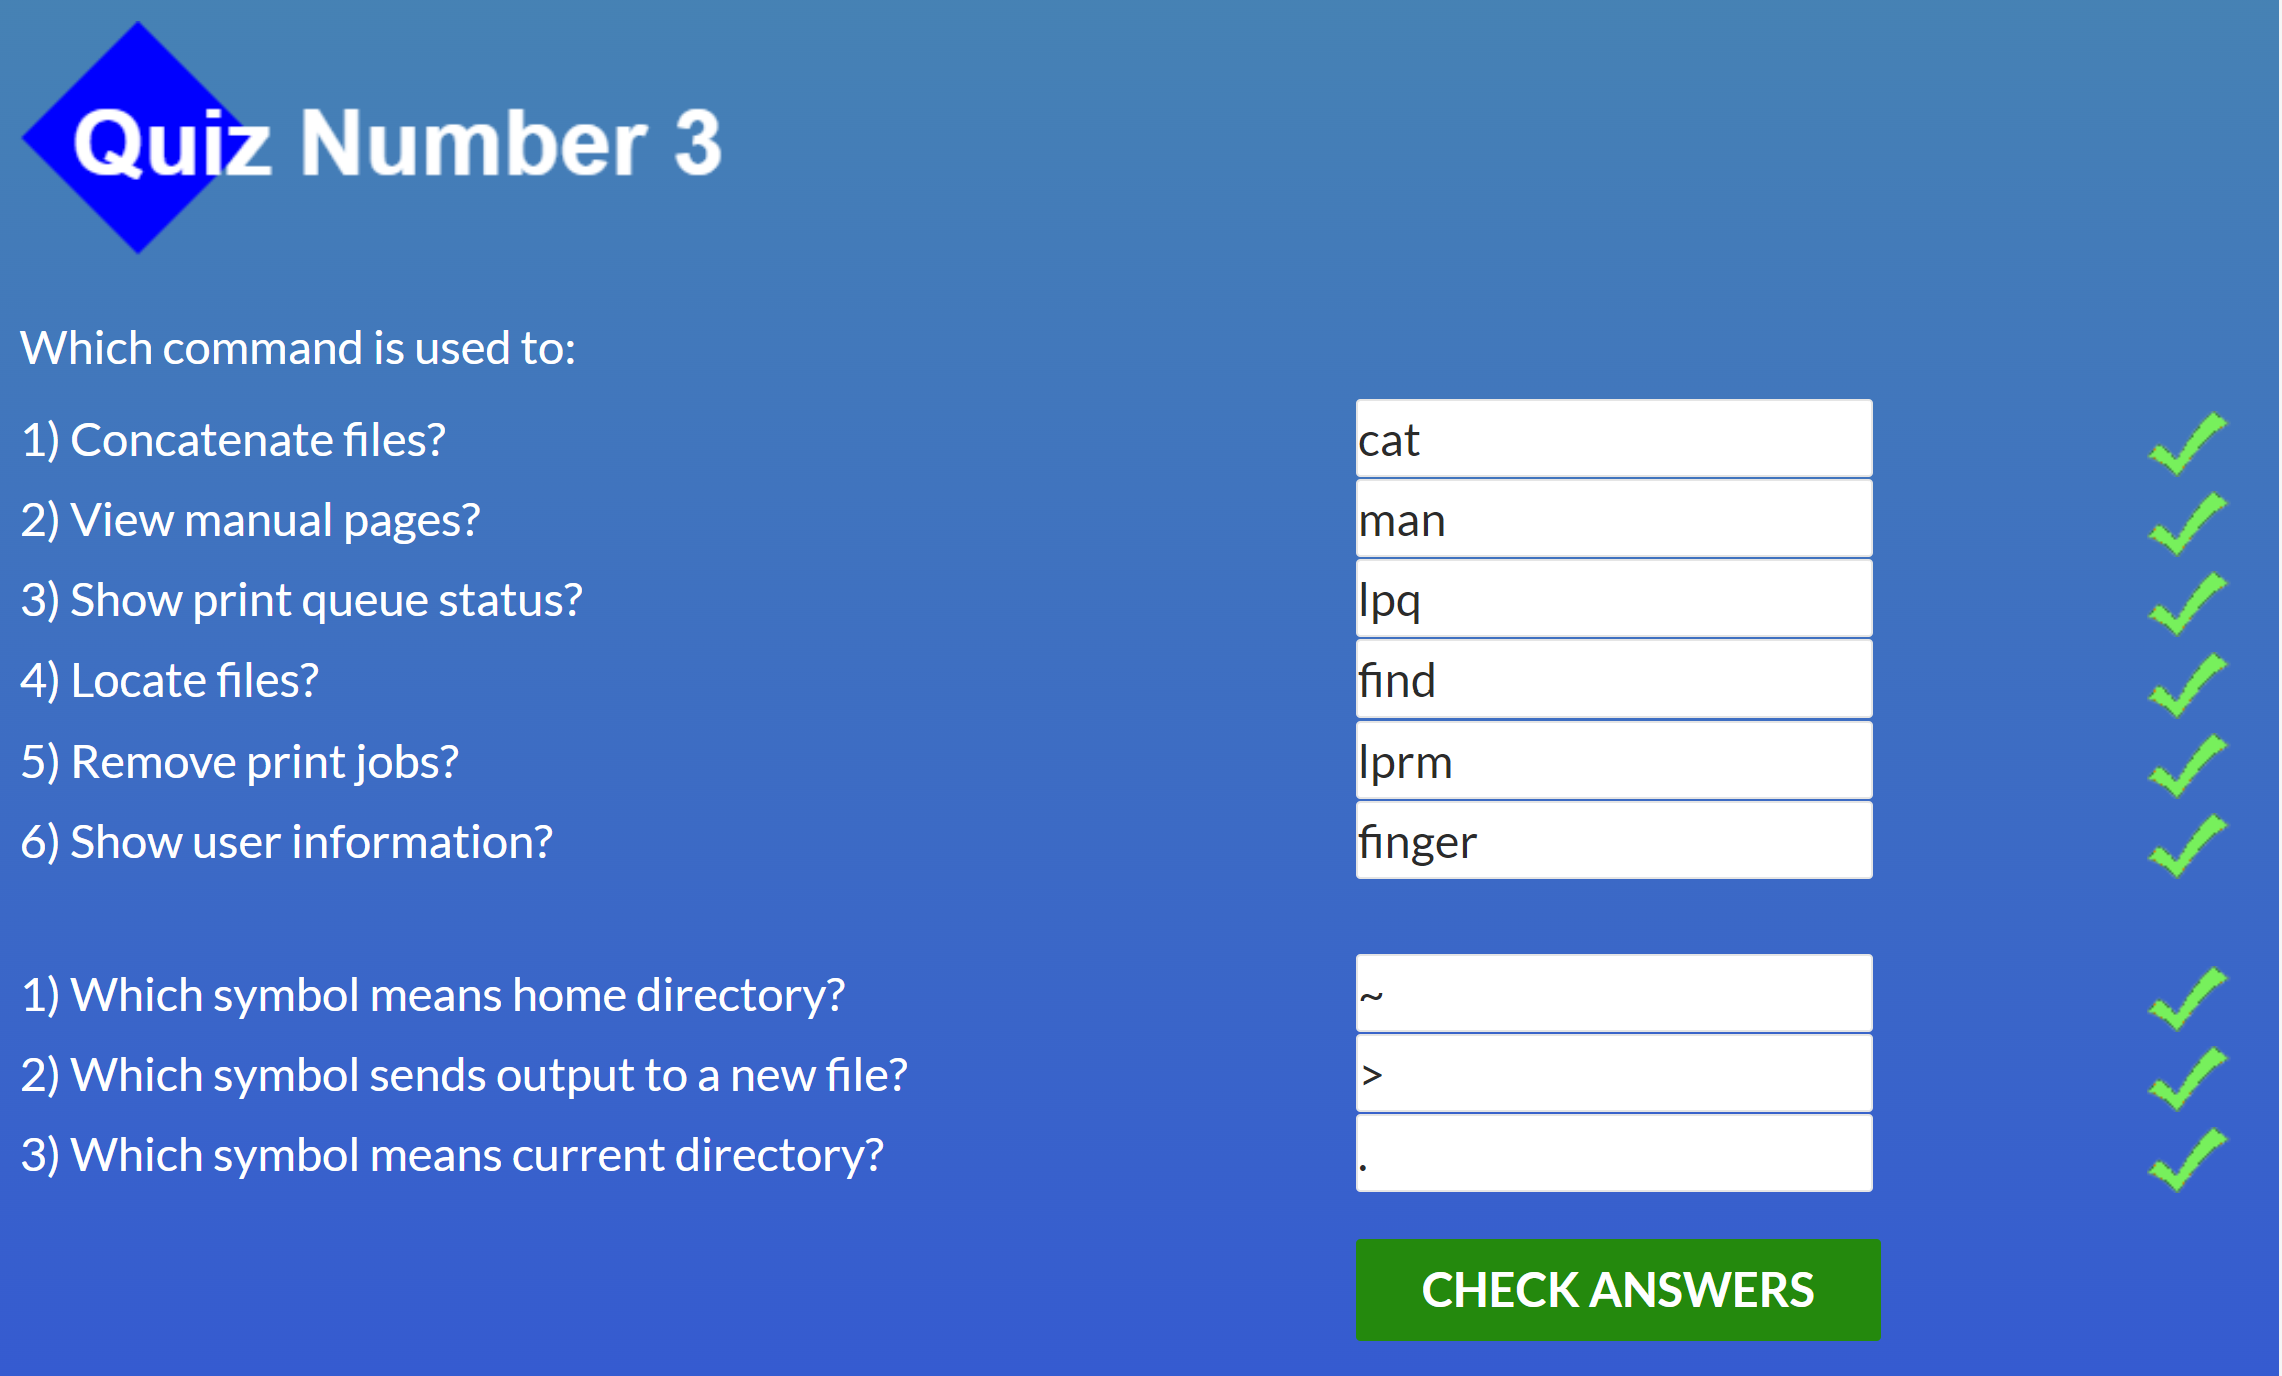 Quiz Number 3
Which command is used to:
1) Concatenate files? cat
2) View manual pages? man
3) Show print queue status? lpq
4) Locate files? find
5) Remove print jobs? lprm
6) Show user information? finger
1) Which symbol means home directory? ~
2) Which symbol sends output to a new file? >
3) Which symbol means current directory? .
CHECK ANSWERS